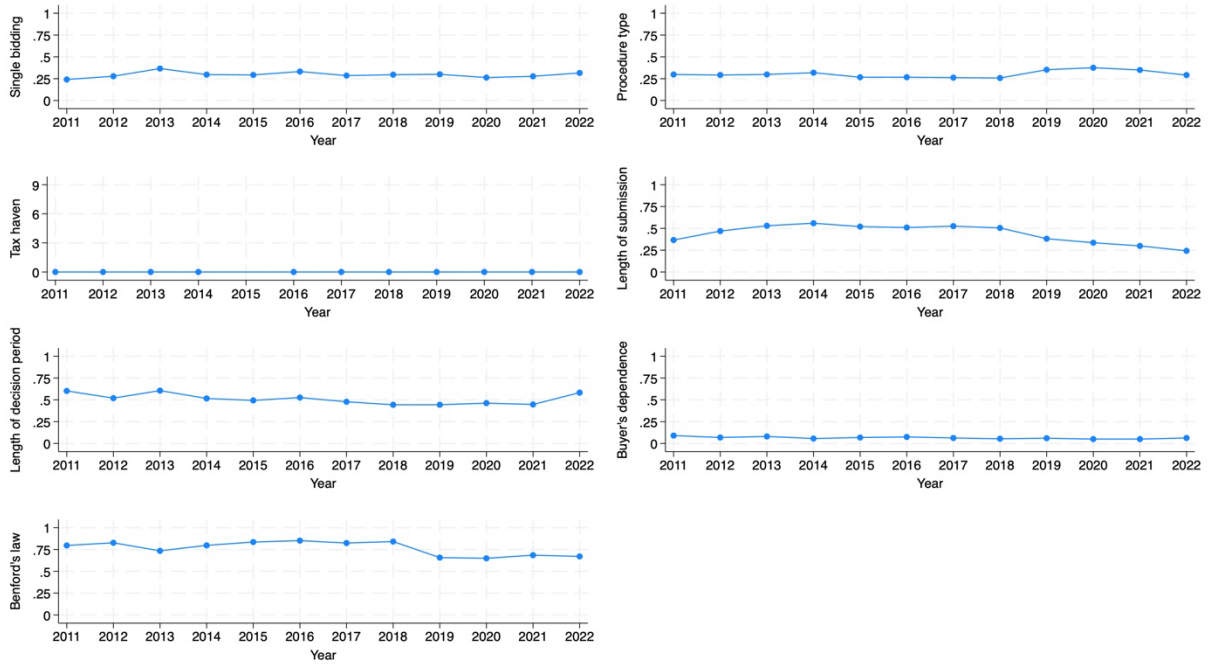 Single bidding
1
.75
.5
.25
0
2011 2012 2013 2014 2015 2016 2017 2018 2019 2020 2021 2022
Year
Procedure type
1
.75
.5
.25
0
2011 2012 2013 2014 2015 2016 2017 2018 2019 2020 2021 2022
Year
Tax haven
9
6
3
0
2011 2012 2013 2014 2015 2016 2017 2018 2019 2020 2021 2022
Year
Length of submission
1
.75
.5
.25
0
2011 2012 2013 2014 2015 2016 2017 2018 2019 2020 2021 2022
Year
Length of decision period
1
.75
.5
.25
0
2011 2012 2013 2014 2015 2016 2017 2018 2019 2020 2021 2022
Year
Buyer's dependence
1
.75
.5
.25
0
2011 2012 2013 2014 2015 2016 2017 2018 2019 2020 2021 2022
Year
Benford's law
1
.75
.5
.25
0
2011 2012 2013 2014 2015 2016 2017 2018 2019 2020 2021 2022
Year